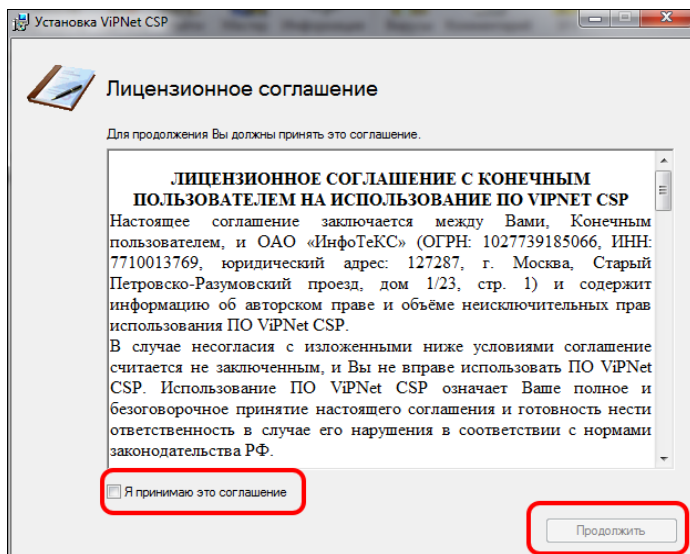 Установка ViPNet CSP
Лицензионное соглашение
Для продолжения Вы должны принять это соглашение.
ЛИЦЕНЗИОННОЕ СОГЛАШЕНИЕ С КОНЕЧНЫМ
ПОЛЬЗОВАТЕЛЕМ НА ИСПОЛЬЗОВАНИЕ ПО VIPNET CSP
Настоящее соглашение заключается между Вами, Конечным
пользователем, и ОАО «ИнфоТеКС» (ОГРН: 1027739185066, ИНН:
7710013769, юридический адрес: 127287, г. Москва, Старый
Петровско-Разумовский проезд, дом 1/23, стр. 1) и содержит
информацию об авторском праве и объёме неисключительных прав
использования ПО ViPNet CSP.
В случае несогласия с изложенными ниже условиями соглашение
считается не заключенным, и Вы не вправе использовать ПО ViPNet
CSP. Использование ПО ViPNet CSP означает Ваше полное и
безоговорочное принятие настоящего соглашения и готовность нести
ответственность в случае его нарушения в соответствии с нормами
законодательства РФ.
Я принимаю это соглашение
Продолжить